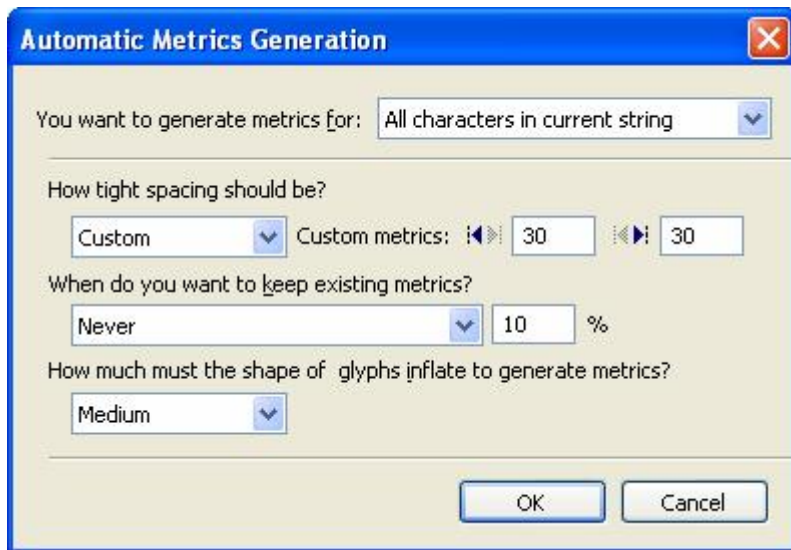 Automatic Metrics Generation
You want to generate metrics for: All characters in current string
How tight spacing should be?
Custom Custom metrics: 30 30
When do you want to keep existing metrics?
Never 10 %
How much must the shape of glyphs inflate to generate metrics?
Medium
OK Cancel